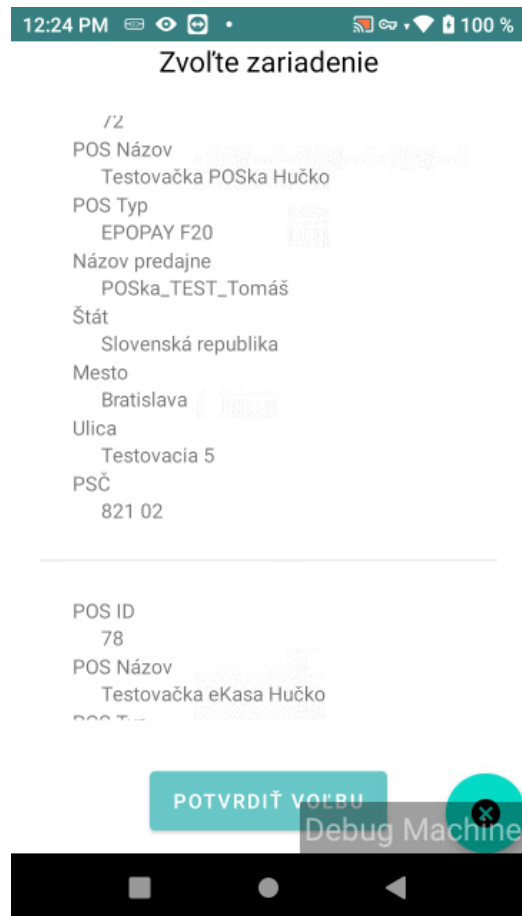 12:24 PM
100 %
Zvoľte zariadenie
72
POS Názov
Testovačka POSka Hučko
POS Typ
EPOPAY F20
Názov predajne
POSka_TEST_Tomáš
Štát
Slovenská republika
Mesto
Bratislava
Ulica
Testovacia 5
PSČ
821 02
POS ID
78
POS Názov
Testovačka eKasa Hučko
POS Typ
POTVRDIŤ VOĽBU
Debug Machine